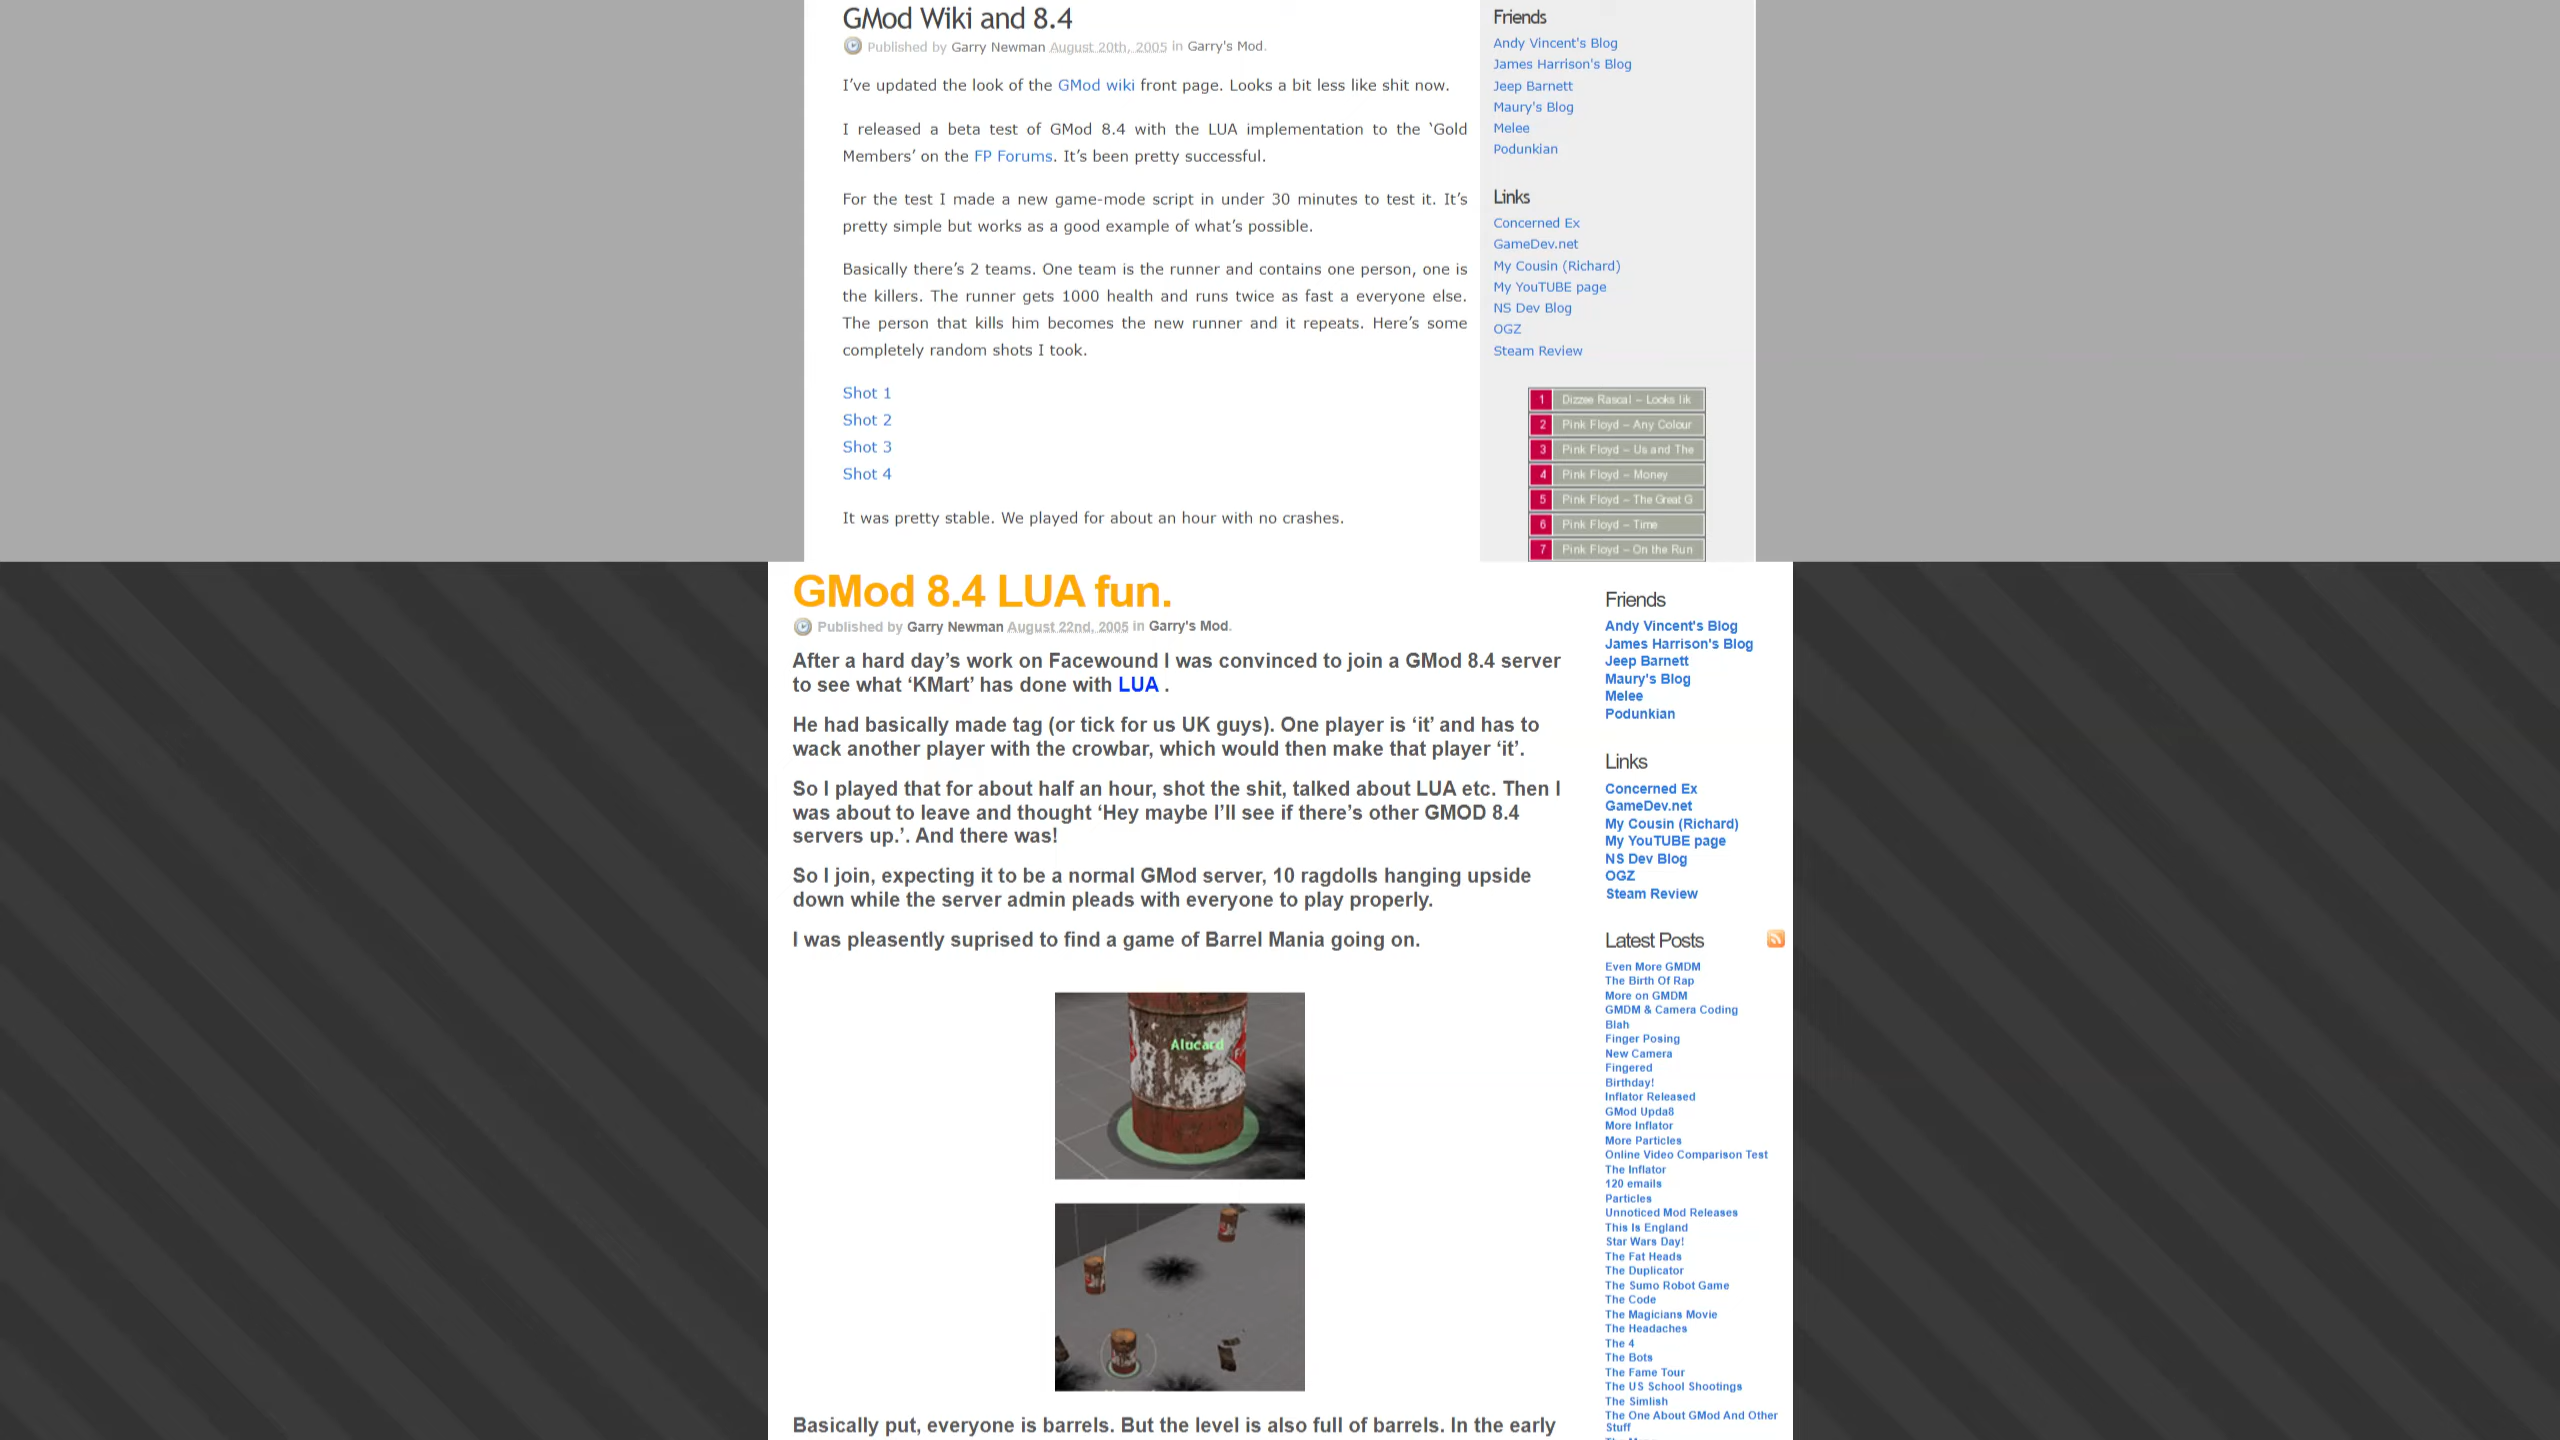 GMod Wiki and 8.4
Published by Garry Newman August 20th, 2005 in Garry's Mod.
I've updated the look of the GMod wiki front page. Looks a bit less like shit now.
I released a beta test of GMod 8.4 with the LUA implementation to the 'Gold
Members' on the FP Forums. It's been pretty successful.
For the test I made a new game-mode script in under 30 minutes to test it. It's
pretty simple but works as a good example of what's possible.
Basically there's 2 teams. One team is the runner and contains one person, one is
the killers. The runner gets 1000 health and runs twice as fast a everyone else.
The person that kills him becomes the new runner and it repeats. Here's some
completely random shots I took.
Shot 1
Shot 2
Shot 3
Shot 4
It was pretty stable. We played for about an hour with no crashes.
Friends
Andy Vincent's Blog
James Harrison's Blog
Jeep Barnett
Maury's Blog
Melee
Podunkian
Links
Concerned Ex
GameDev.net
My Cousin (Richard)
My YouTUBE page
NS Dev Blog
OGZ
Steam Review
1 Dizzee Rascal – Looks lik
2 Pink Floyd – Any Colour
3 Pink Floyd – Us and The
4 Pink Floyd – Money
5 Pink Floyd – The Great G
6 Pink Floyd – Time
7 Pink Floyd – On the Run
GMod 8.4 LUA fun.
Published by Garry Newman August 22nd, 2005 in Garry's Mod.
After a hard day's work on Facewound I was convinced to join a GMod 8.4 server
to see what 'KMart' has done with LUA .
He had basically made tag (or tick for us UK guys). One player is 'it' and has to
wack another player with the crowbar, which would then make that player 'it'.
So I played that for about half an hour, shot the shit, talked about LUA etc. Then I
was about to leave and thought 'Hey maybe I'll see if there's other GMOD 8.4
servers up.'. And there was!
So I join, expecting it to be a normal GMod server, 10 ragdolls hanging upside
down while the server admin pleads with everyone to play properly.
I was pleasently suprised to find a game of Barrel Mania going on.
Alucard
Basically put, everyone is barrels. But the level is also full of barrels. In the early
Friends
Andy Vincent's Blog
James Harrison's Blog
Jeep Barnett
Maury's Blog
Melee
Podunkian
Links
Concerned Ex
GameDev.net
My Cousin (Richard)
My YouTUBE page
NS Dev Blog
OGZ
Steam Review
Latest Posts
Even More GMDM
The Birth Of Rap
More on GMDM
GMDM & Camera Coding
Blah
Finger Posing
New Camera
Fingered
Birthday!
Inflator Released
GMod Upda8
More Inflator
More Particles
Online Video Comparison Test
The Inflator
120 emails
Particles
Unnoticed Mod Releases
This Is England
Star Wars Day!
The Fat Heads
The Duplicator
The Sumo Robot Game
The Code
The Magicians Movie
The Headaches
The 4
The Bots
The Fame Tour
The US School Shootings
The Simlish
The One About GMod And Other
Stuff